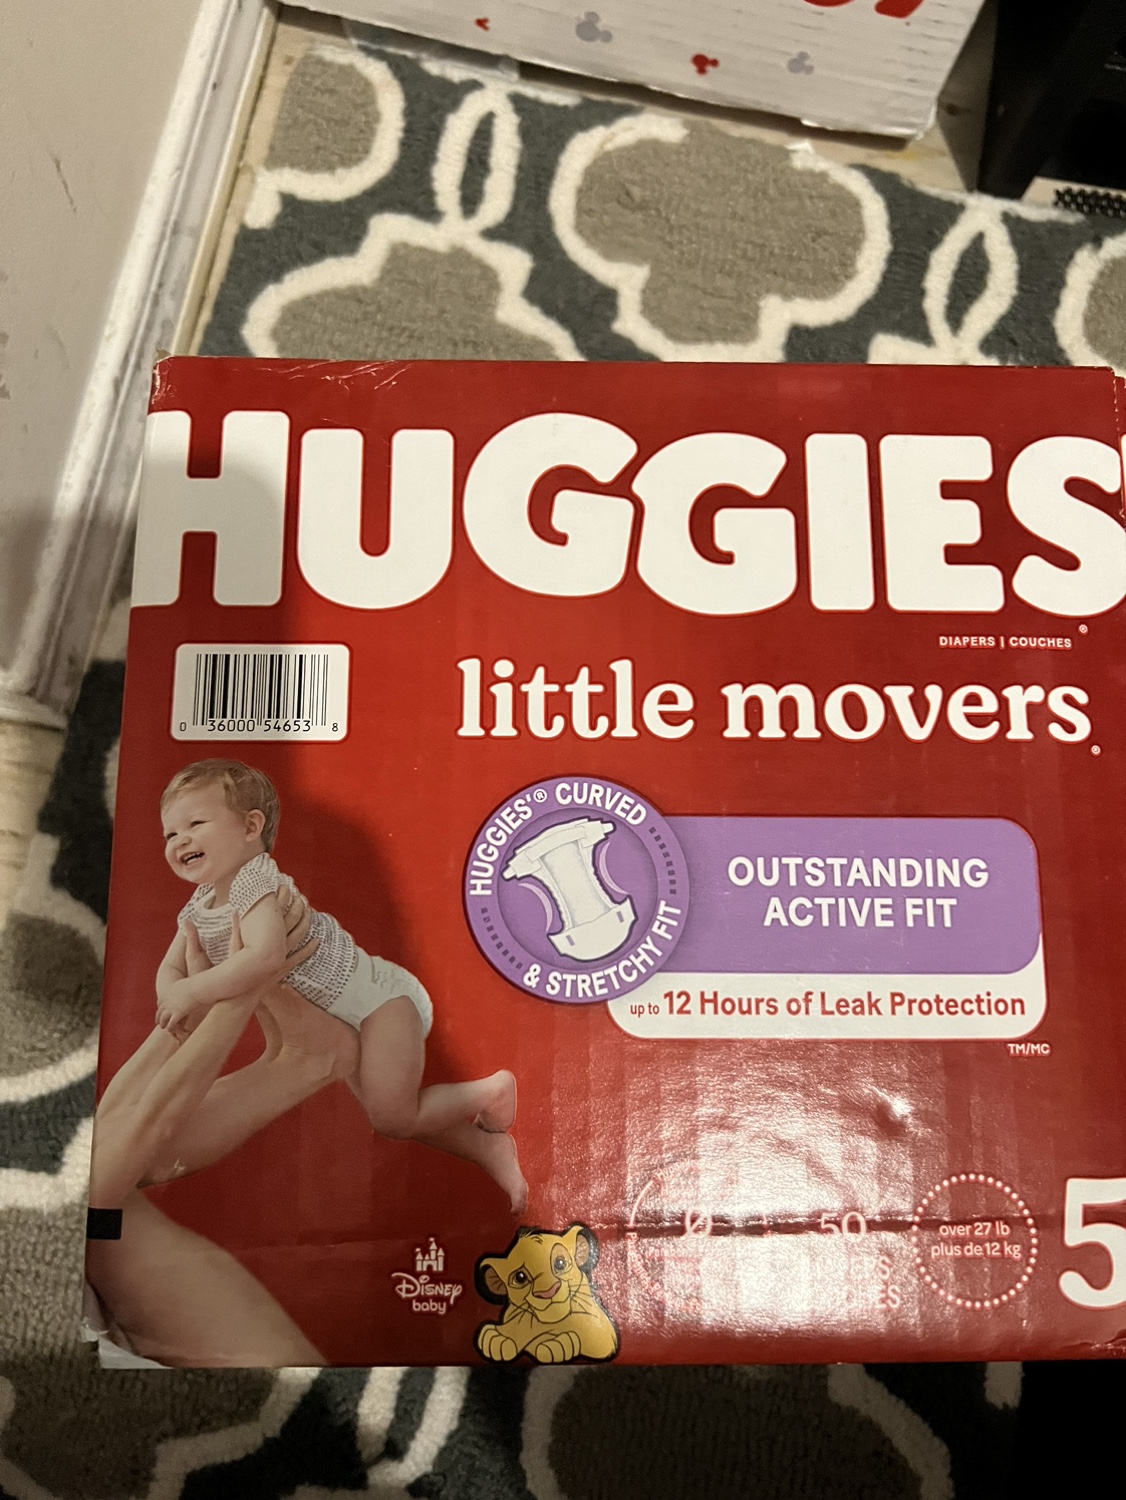 HUGGIES®
DIAPERS | COUCHES
little movers®
0 36000 54653 8
HUGGIES'® CURVED
& STRETCHY FIT
OUTSTANDING
ACTIVE FIT
up to 12 Hours of Leak Protection
TM/MC
50
over 27 lb
plus de 12 kg
5
Disney
baby